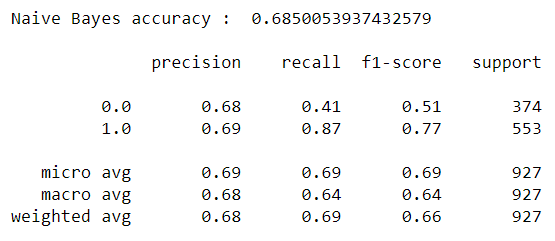 Naive Bayes accuracy :  0.6850053937432579
precision    recall  f1-score   support
0.0       0.68      0.41      0.51       374
1.0       0.69      0.87      0.77       553
micro avg       0.69      0.69      0.69       927
macro avg       0.68      0.64      0.64       927
weighted avg       0.68      0.69      0.66       927